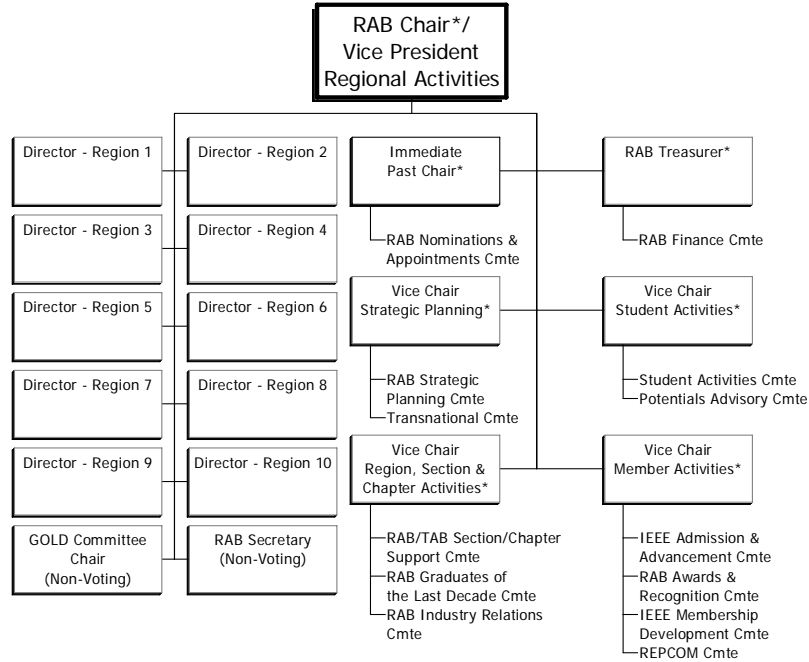 RAB Chair*/
Vice President
Regional Activities
Director - Region 1
Director - Region 2
Director - Region 3
Director - Region 4
Director - Region 5
Director - Region 6
Director - Region 7
Director - Region 8
Director - Region 9
Director - Region 10
GOLD Committee
Chair
(Non-Voting)
RAB Secretary
(Non-Voting)
Immediate
Past Chair*
RAB Nominations &
Appointments Cmte
RAB Treasurer*
RAB Finance Cmte
Vice Chair
Strategic Planning*
RAB Strategic
Planning Cmte
Transnational Cmte
Vice Chair
Student Activities*
Student Activities Cmte
Potentials Advisory Cmte
Vice Chair
Region, Section &
Chapter Activities*
RAB/TAB Section/Chapter
Support Cmte
RAB Graduates of
the Last Decade Cmte
RAB Industry Relations
Cmte
Vice Chair
Member Activities*
IEEE Admission &
Advancement Cmte
RAB Awards &
Recognition Cmte
IEEE Membership
Development Cmte
REPCOM Cmte